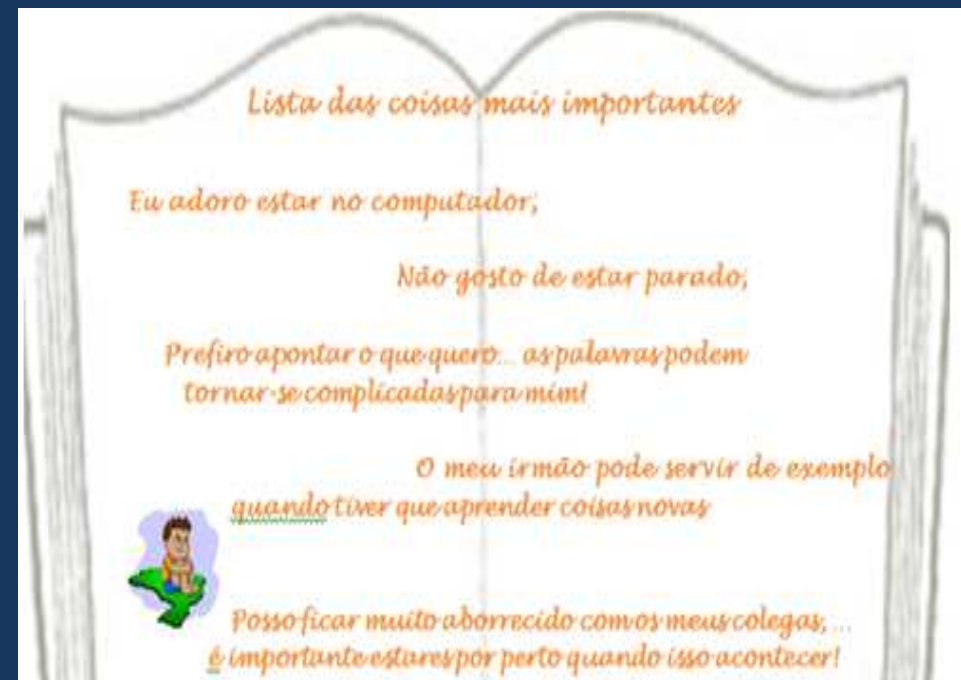 Lista das coisas mais importantes
Eu adoro estar no computador;
Não gosto de estar parado;
Prefiro apontar o que quero... as palavras podem
tornar-se complicadas para mim!
O meu irmão pode servir de exemplo
quando tiver que aprender coisas novas
Posso ficar muito aborrecido com os meus colegas, ...
é importante estares por perto quando isso acontecer!